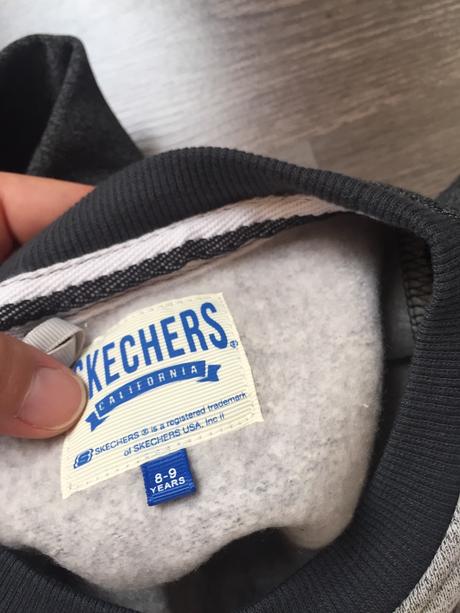 SKECHERS®
CALIFORNIA
SKECHERS ® is a registered trademark
of SKECHERS USA, Inc II
8-9
YEARS